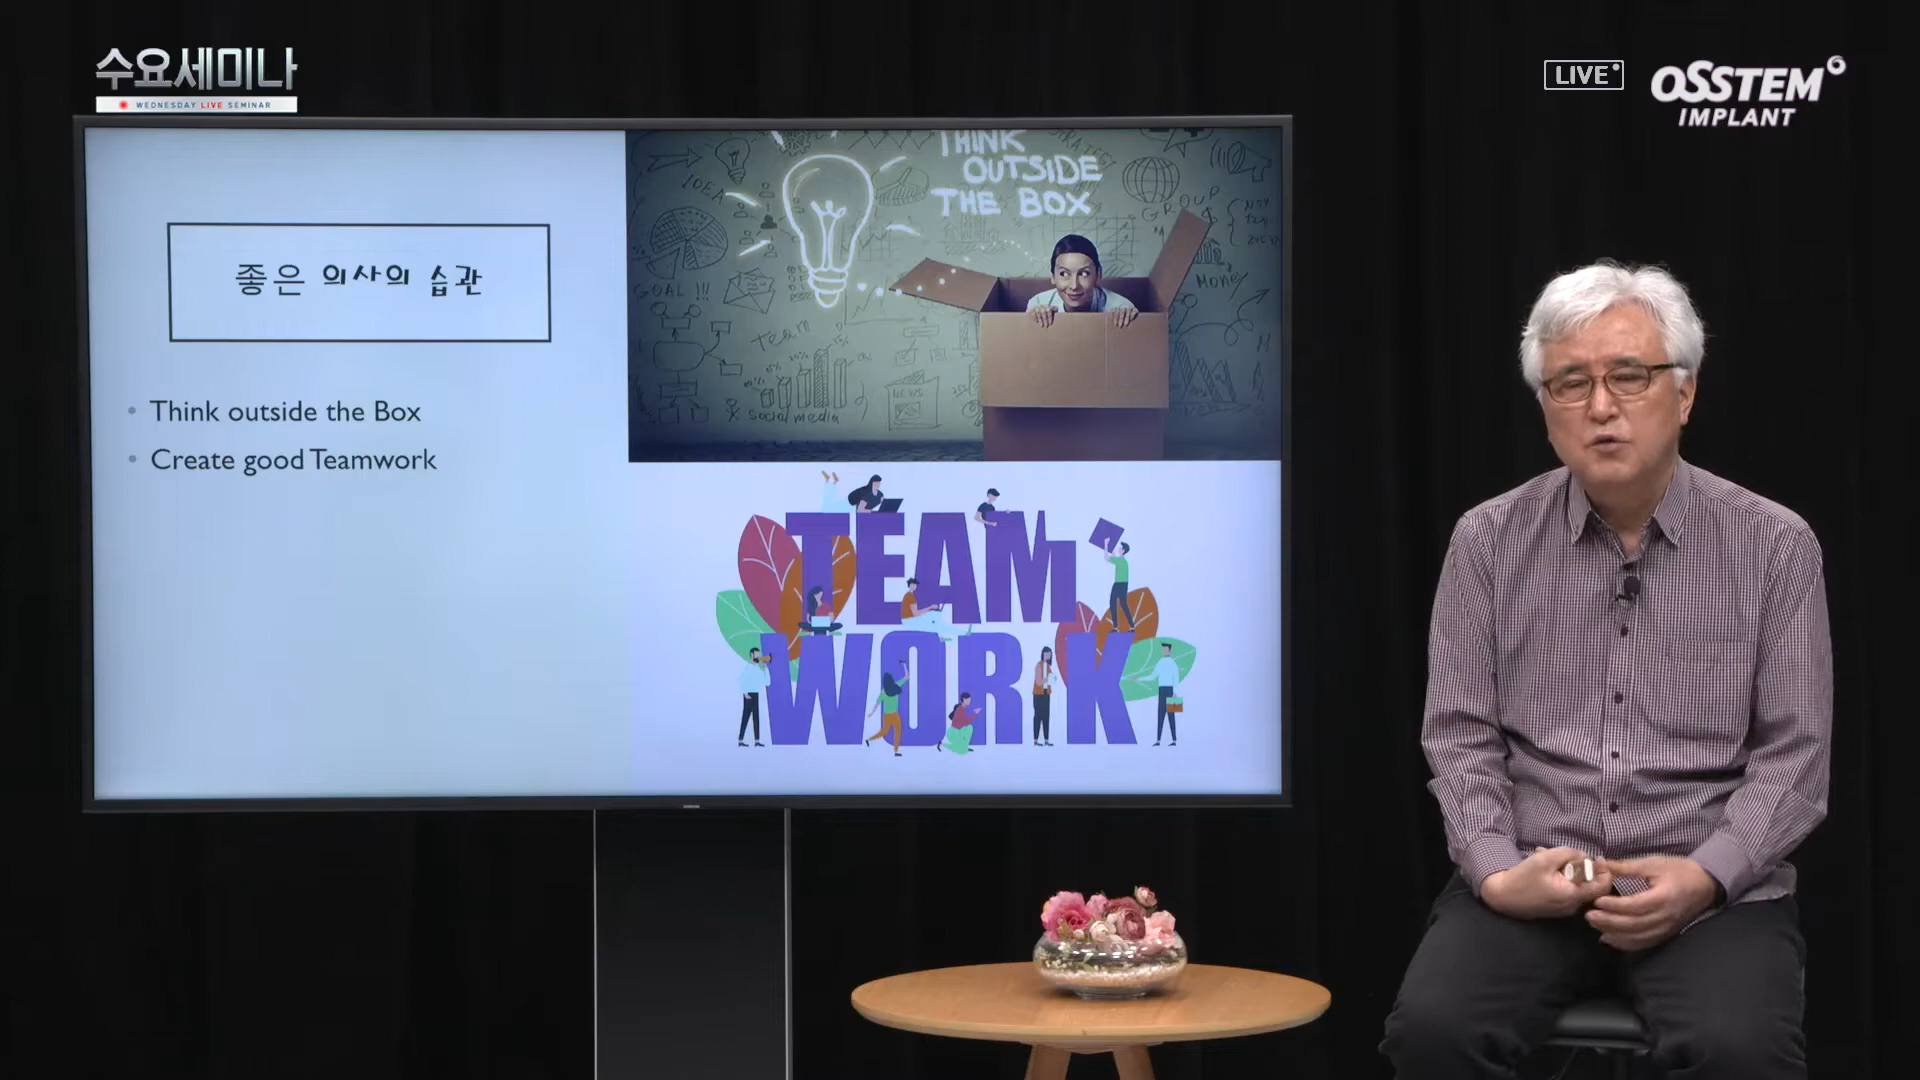 수요세미나
WEDNESDAY LIVE SEMINAR
LIVE
OSSTEM
IMPLANT
좋은 의사의 습관
• Think outside the Box
• Create good Teamwork
THINK
OUTSIDE
THE BOX
STRATEGY
IDEA
GROUP
GOAL !!!
Money
Team
social media
NEWS
TEAM
WORK